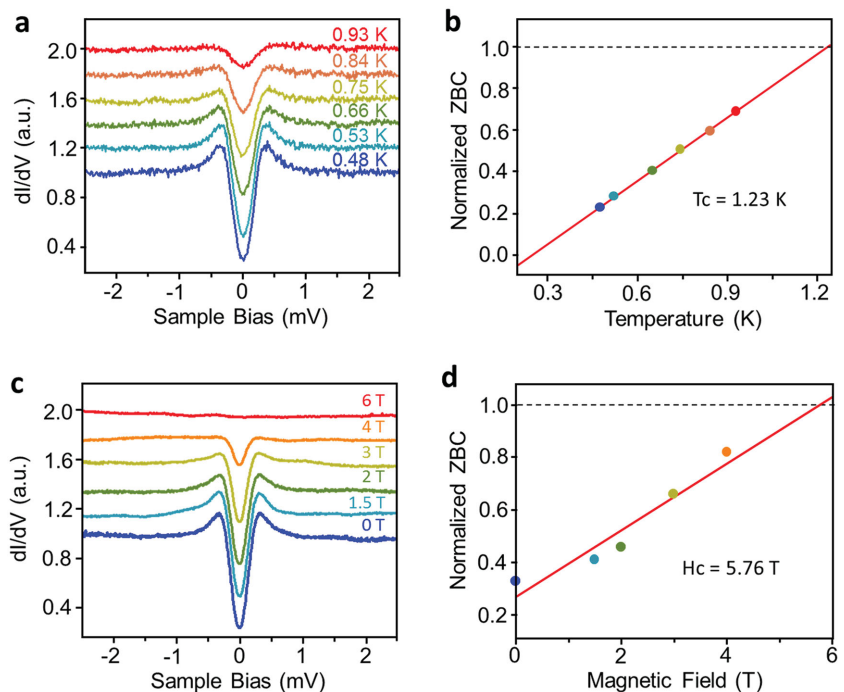 a
dI/dV (a.u.)
2.0
1.6
1.2
0.8
0.4
0.93 K
0.84 K
0.75 K
0.66 K
0.53 K
0.48 K
-2 -1 0 1 2
Sample Bias (mV)
b
Normalized ZBC
1.0
0.8
0.6
0.4
0.2
0.0
Tc = 1.23 K
0.3 0.6 0.9 1.2
Temperature (K)
c
dI/dV (a.u.)
2.0
1.6
1.2
0.8
0.4
6 T
4 T
3 T
2 T
1.5 T
0 T
-2 -1 0 1 2
Sample Bias (mV)
d
Normalized ZBC
1.0
0.8
0.6
0.4
0.2
Hc = 5.76 T
0 2 4 6
Magnetic Field (T)